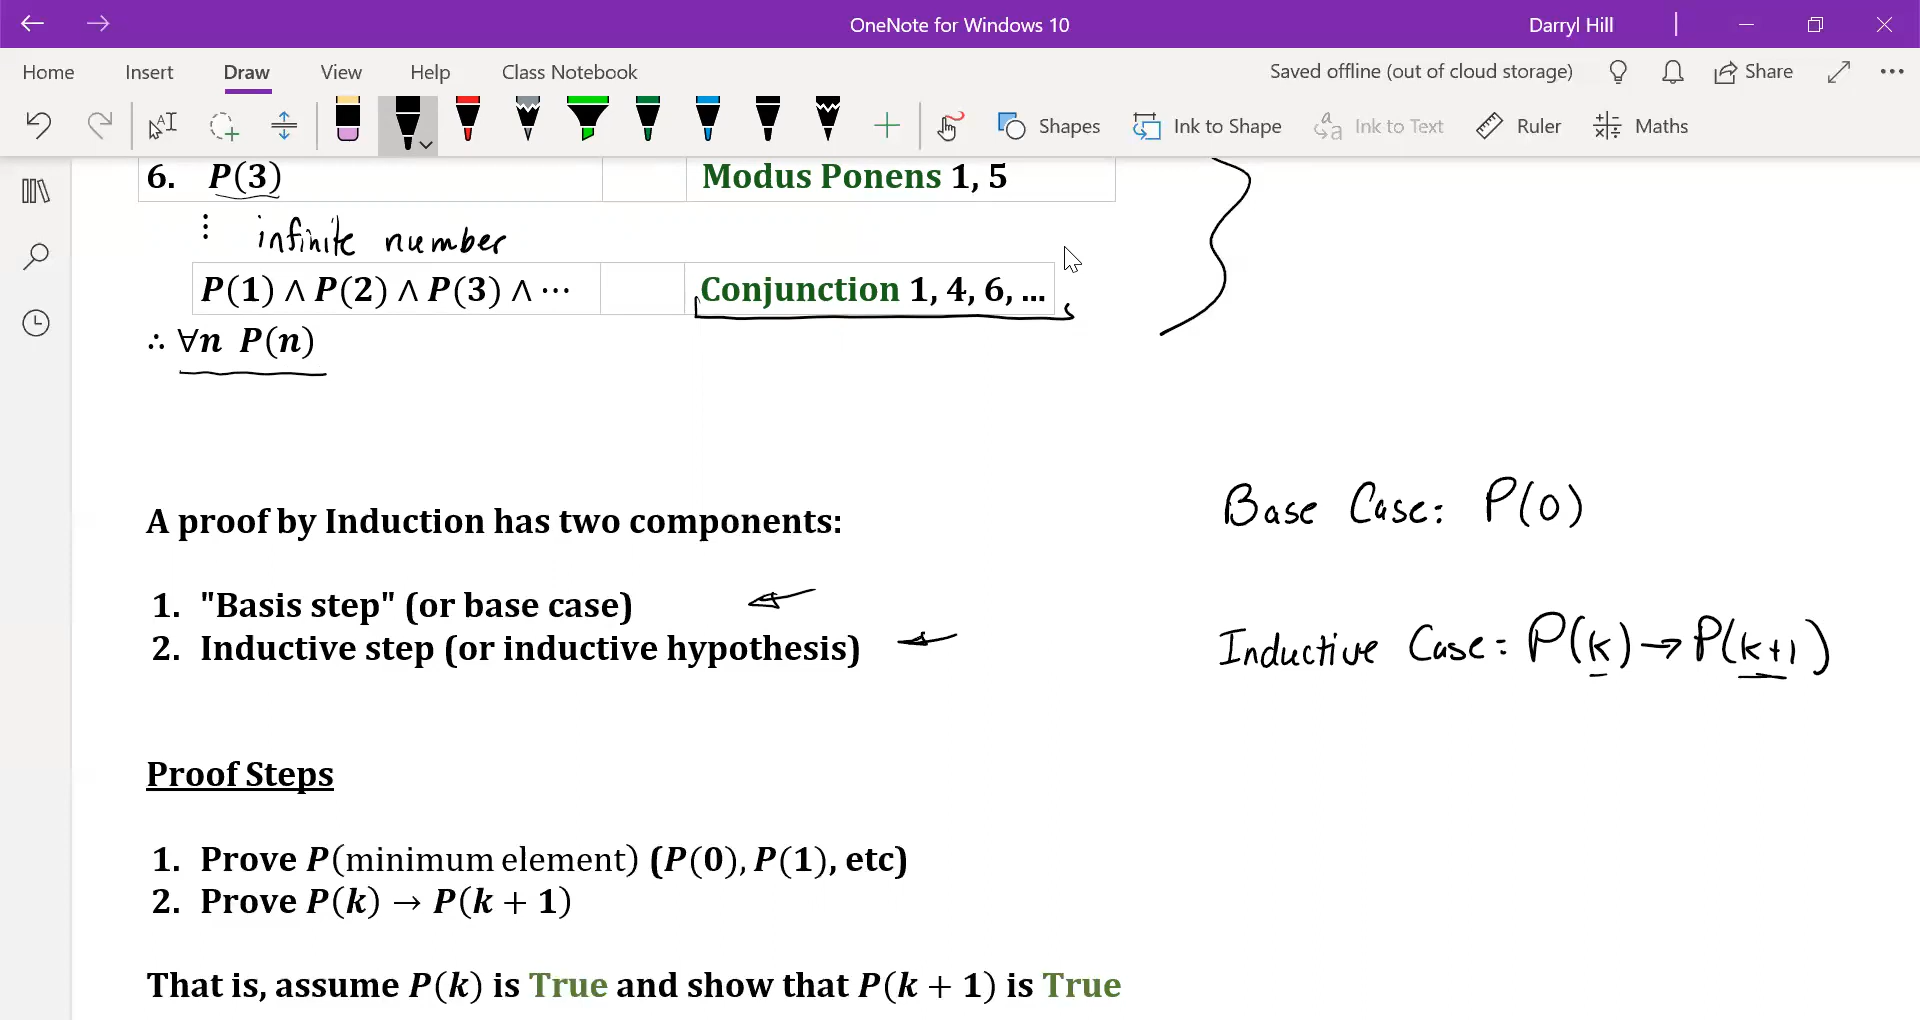 OneNote for Windows 10
Darryl Hill
Home Insert Draw View Help Class Notebook
Saved offline (out of cloud storage)
Share
Shapes
Ink to Shape
Ink to Text
Ruler
Maths
6. P(3) Modus Ponens 1, 5
⋮ infinite number
P(1) ∧ P(2) ∧ P(3) ∧ ⋯ Conjunction 1, 4, 6, ...
∴ ∀n P(n)
A proof by Induction has two components:
1. "Basis step" (or base case)
2. Inductive step (or inductive hypothesis)
Base Case: P(0)
Inductive Case: P(k) → P(k+1)
Proof Steps
1. Prove P(minimum element) (P(0), P(1), etc)
2. Prove P(k) → P(k + 1)
That is, assume P(k) is True and show that P(k + 1) is True